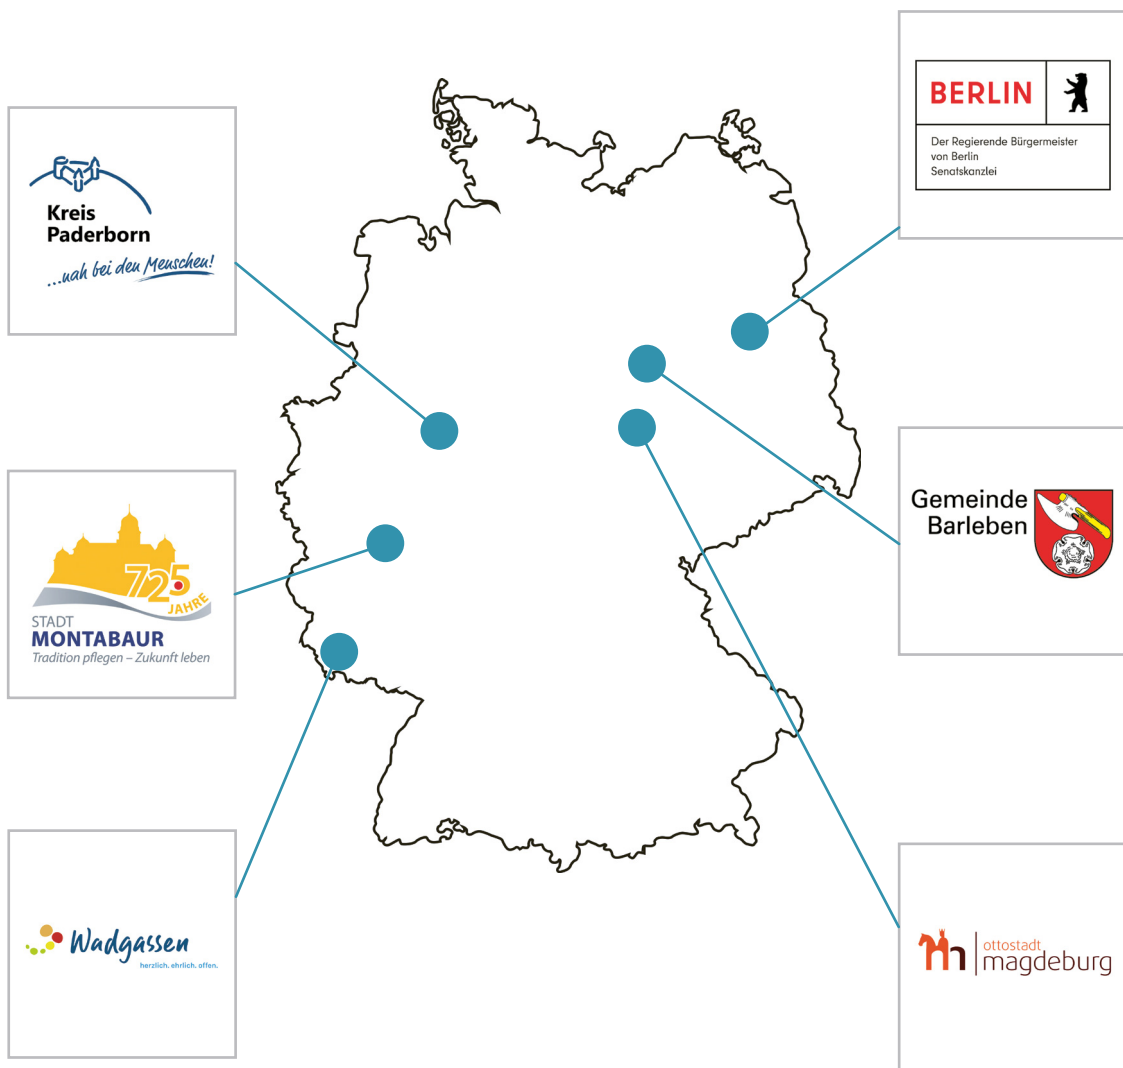 BERLIN
Der Regierende Bürgermeister
von Berlin
Senatskanzlei
Kreis
Paderborn
...nah bei den Menschen!
Gemeinde
Barleben
725
JAHRE
STADT
MONTABAUR
Tradition pflegen – Zukunft leben
Wadgassen
herzlich. ehrlich. offen.
ottostadt
magdeburg